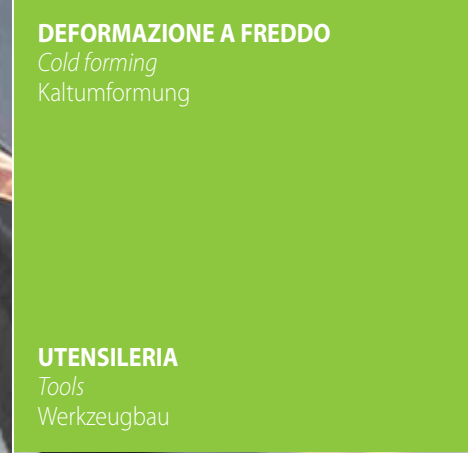 DEFORMAZIONE A FREDDO
Cold forming
Kaltumformung
UTENSILERIA
Tools
Werkzeugbau